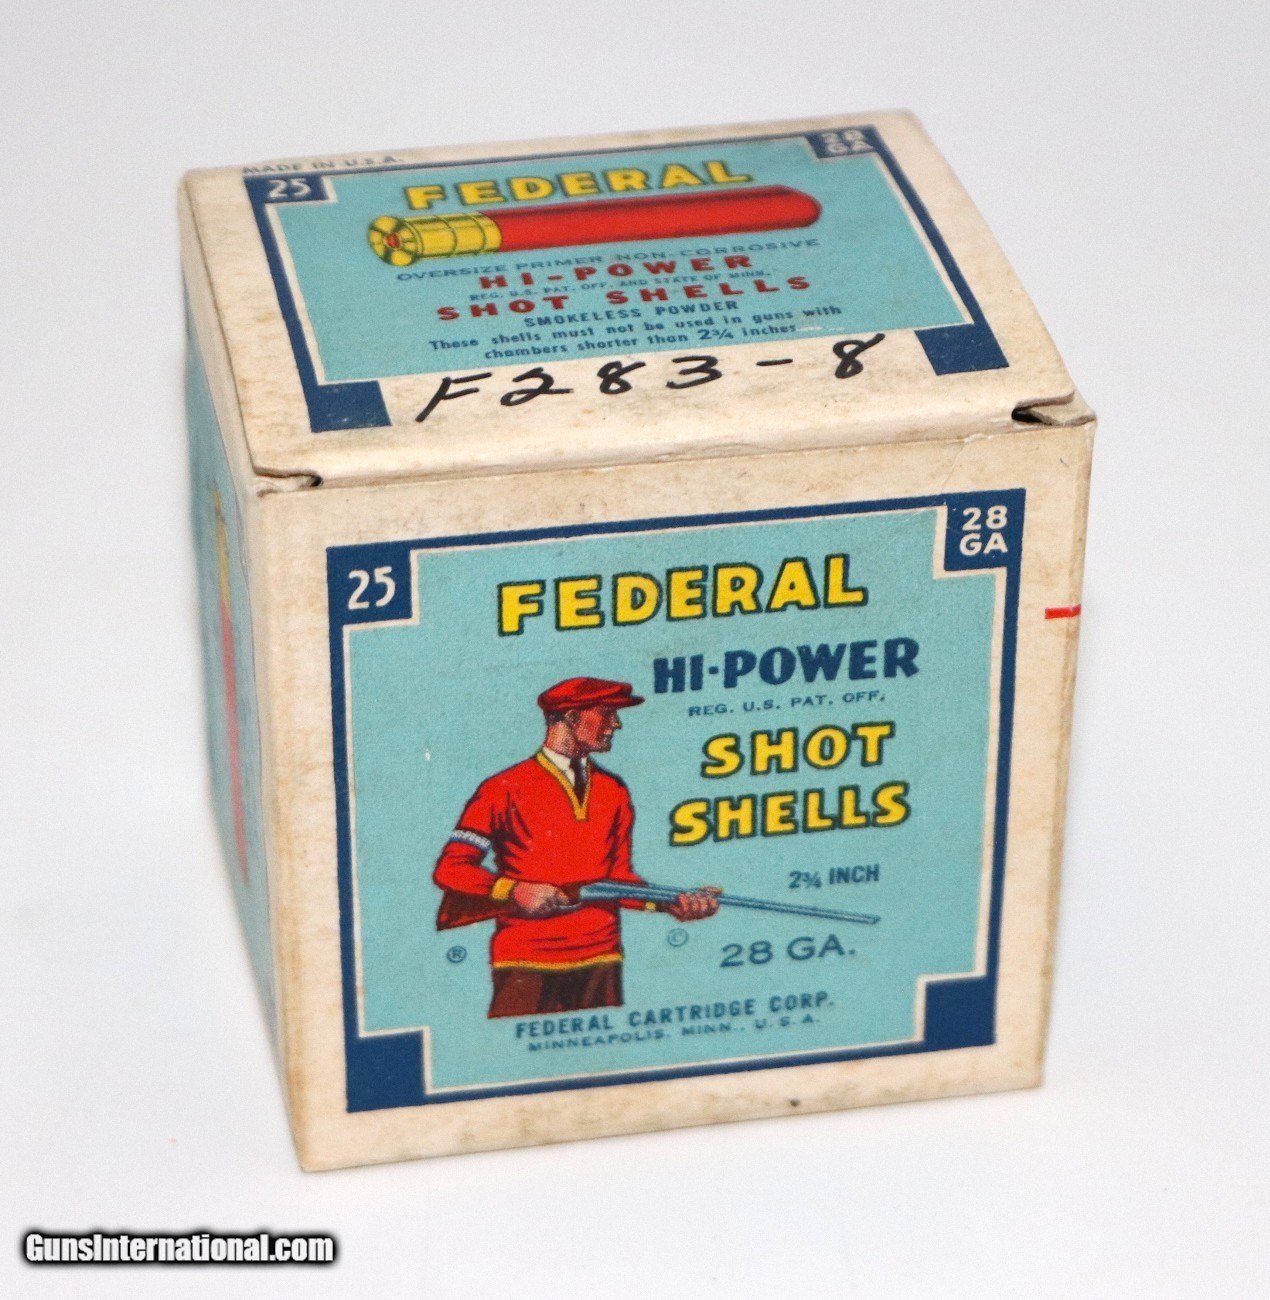 MADE IN U.S.A.
25
28 GA
FEDERAL
OVERSIZE PRIMER NON-CORROSIVE
HI-POWER
REG. U.S. PAT. OFF. AND STATE OF MINN.
SHOT SHELLS
SMOKELESS POWDER
These shells must not be used in guns with
chambers shorter than 2¾ inches
F283-8
25
28
GA
FEDERAL
HI-POWER
REG. U.S. PAT. OFF.
SHOT
SHELLS
2¾ INCH
® © 28 GA.
FEDERAL CARTRIDGE CORP.
MINNEAPOLIS, MINN., U.S.A.
GunsInternational.com